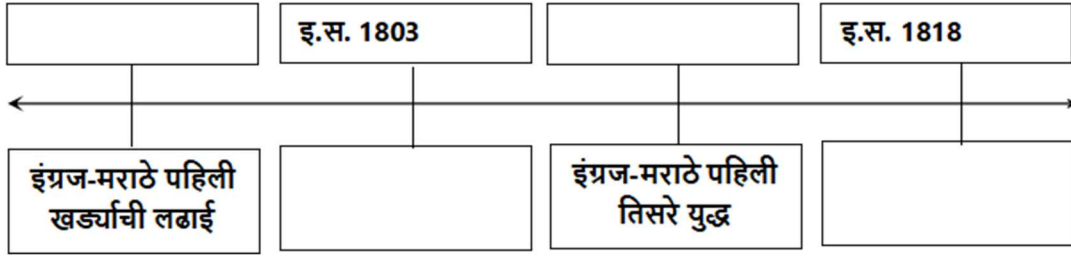 इ.स. 1803
इ.स. 1818
इंग्रज-मराठे पहिली
खर्ड्याची लढाई
इंग्रज-मराठे पहिली
तिसरे युद्ध